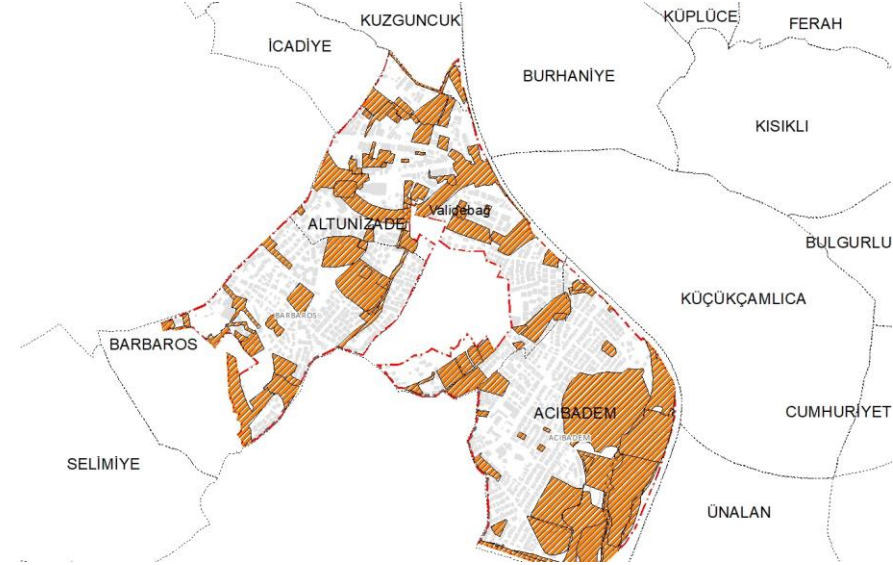 KUZGUNCUK
KÜPLÜCE
FERAH
İCADİYE
BURHANİYE
KISIKLI
Validebağ
ALTUNİZADE
BULGURLU
KÜÇÜKÇAMLICA
BARBAROS
BARBAROS
ACIBADEM
CUMHURİYET
ACIBADEM
SELİMİYE
ÜNALAN